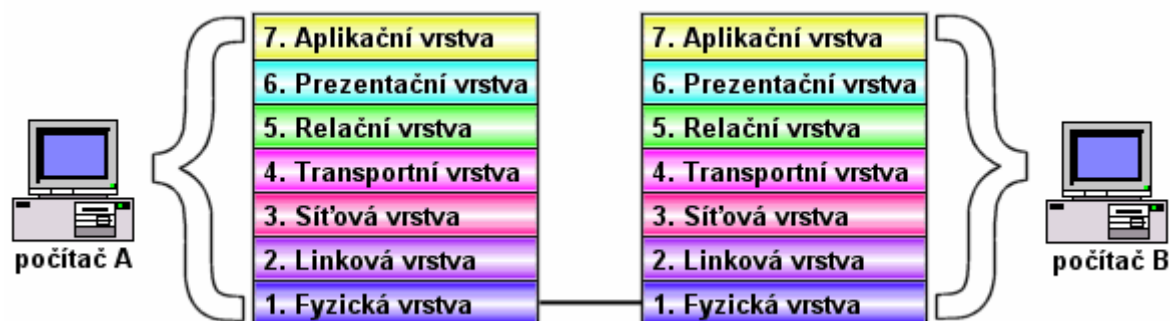 7. Aplikační vrstva
6. Prezentační vrstva
5. Relační vrstva
4. Transportní vrstva
3. Síťová vrstva
2. Linková vrstva
1. Fyzická vrstva
počítač A
7. Aplikační vrstva
6. Prezentační vrstva
5. Relační vrstva
4. Transportní vrstva
3. Síťová vrstva
2. Linková vrstva
1. Fyzická vrstva
počítač B